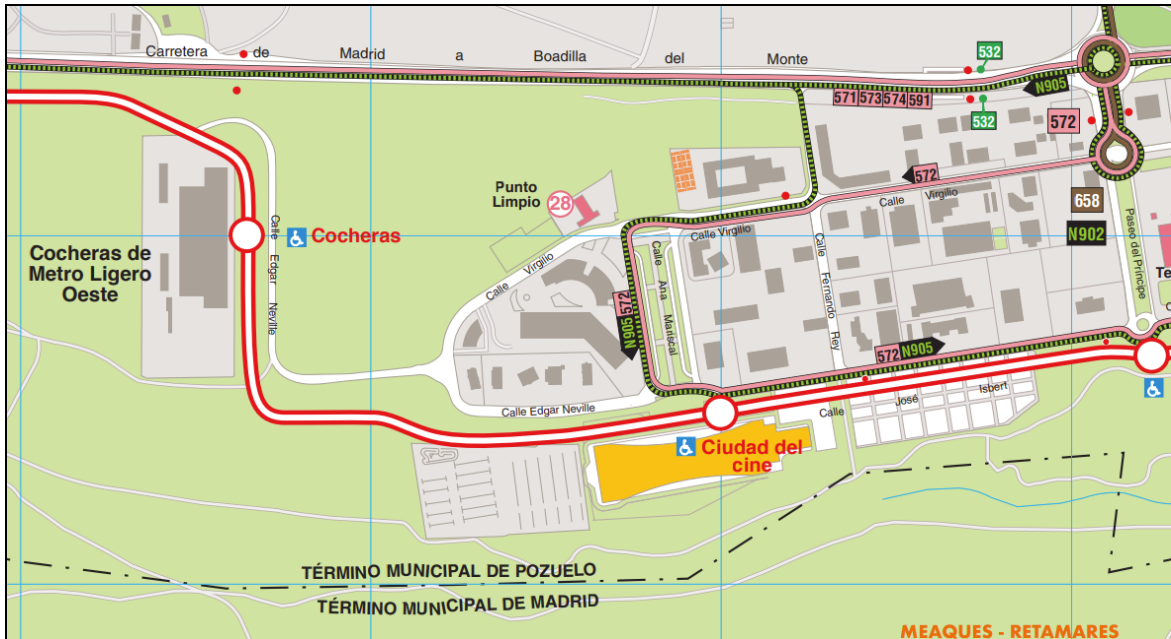 Carretera de Madrid a Boadilla del Monte
532
N905
571 573 574 591
532
572
572
Calle Virgilio
658
N902
Paseo del Príncipe
Punto
Limpio
28
Calle Virgilio
Calle Virgilio
Cocheras
Calle Edgar Neville
Cocheras de
Metro Ligero
Oeste
Calle Ana Mariscal
Calle Fernando Rey
572
N905
572 N905
Te
C
Calle Edgar Neville
Calle José Isbert
Ciudad del
cine
TÉRMINO MUNICIPAL DE POZUELO
TÉRMINO MUNICIPAL DE MADRID
MEAQUES - RETAMARES